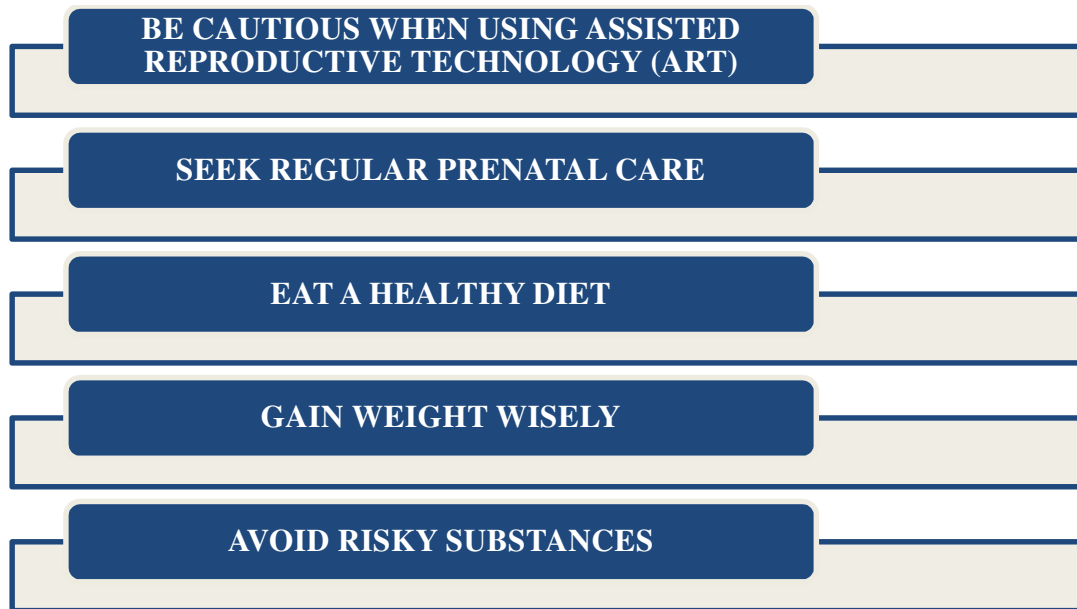 BE CAUTIOUS WHEN USING ASSISTED
REPRODUCTIVE TECHNOLOGY (ART)
SEEK REGULAR PRENATAL CARE
EAT A HEALTHY DIET
GAIN WEIGHT WISELY
AVOID RISKY SUBSTANCES